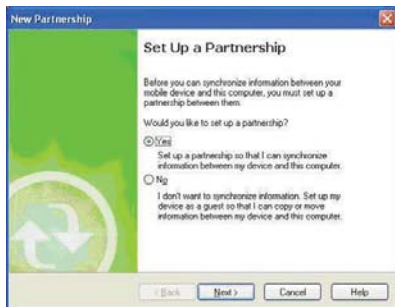 New Partnership
Set Up a Partnership
Before you can synchronize information between your
mobile device and this computer, you must set up a
partnership between them.
Would you like to set up a partnership?
Yes
Set up a partnership so that I can synchronize
information between my device and this computer.
No
I don't want to synchronize information. Set up my
device as a guest so that I can copy or move
information between my device and this computer.
< Back
Next >
Cancel
Help